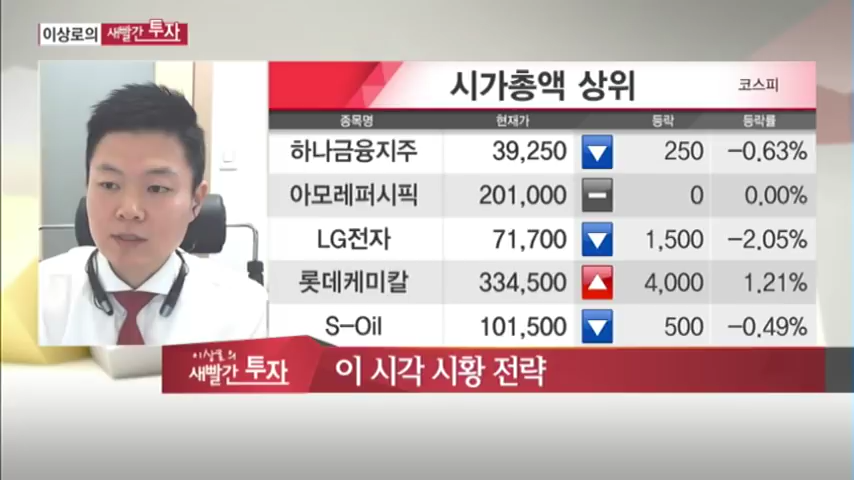 이상로의 새빨간 투자
시가총액 상위 코스피
종목명 현재가 등락 등락률
하나금융지주 39,250 250 -0.63%
아모레퍼시픽 201,000 0 0.00%
LG전자 71,700 1,500 -2.05%
롯데케미칼 334,500 4,000 1.21%
S-Oil 101,500 500 -0.49%
이상로의
새빨간 투자
이 시각 시황 전략